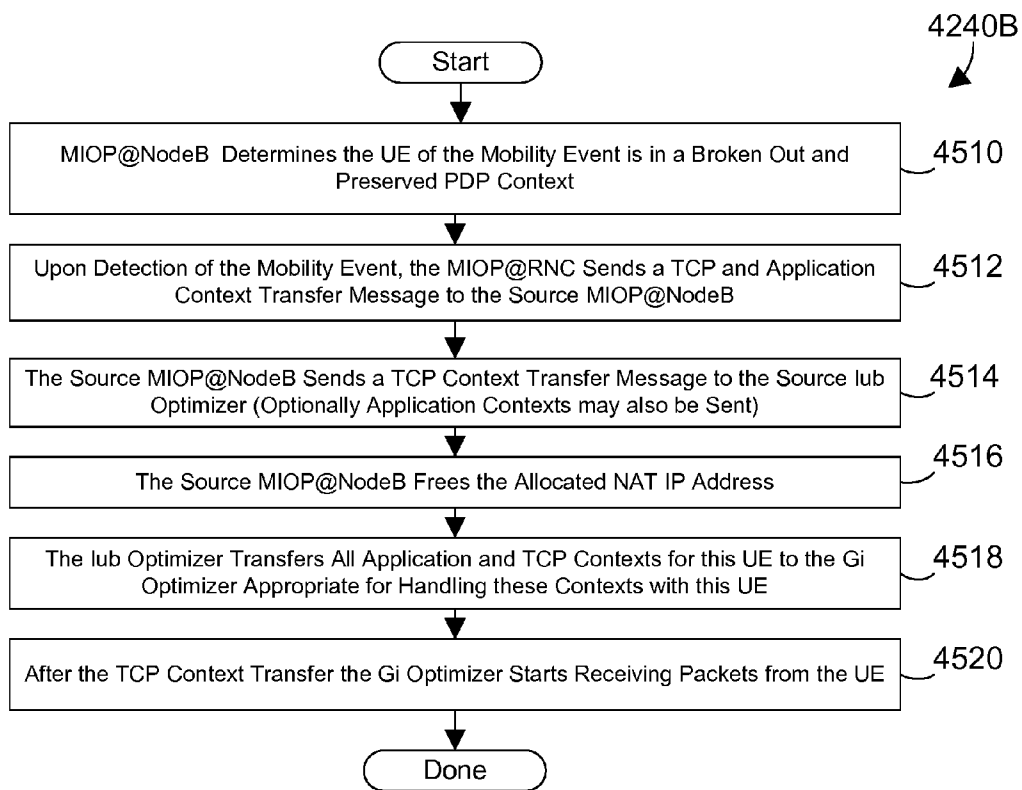 4240B
Start
MIOP@NodeB Determines the UE of the Mobility Event is in a Broken Out and
Preserved PDP Context
4510
Upon Detection of the Mobility Event, the MIOP@RNC Sends a TCP and Application
Context Transfer Message to the Source MIOP@NodeB
4512
The Source MIOP@NodeB Sends a TCP Context Transfer Message to the Source Iub
Optimizer (Optionally Application Contexts may also be Sent)
4514
The Source MIOP@NodeB Frees the Allocated NAT IP Address
4516
The Iub Optimizer Transfers All Application and TCP Contexts for this UE to the Gi
Optimizer Appropriate for Handling these Contexts with this UE
4518
After the TCP Context Transfer the Gi Optimizer Starts Receiving Packets from the UE
4520
Done